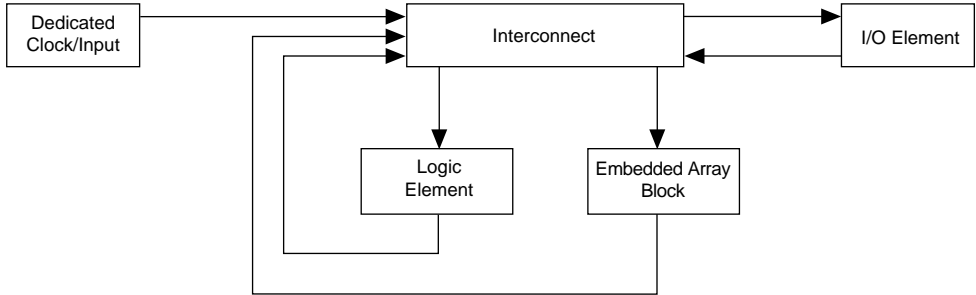 Dedicated
Clock/Input
Interconnect
I/O Element
Logic
Element
Embedded Array
Block